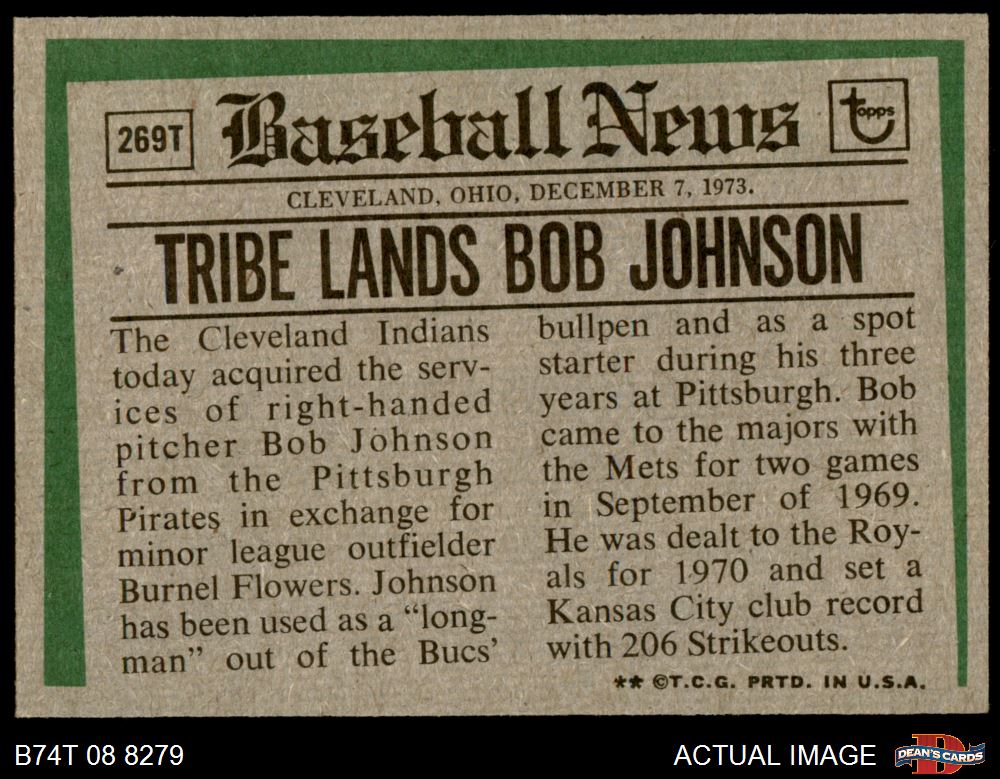 269T
Baseball News
topps
CLEVELAND, OHIO, DECEMBER 7, 1973.
TRIBE LANDS BOB JOHNSON
The Cleveland Indians
today acquired the serv-
ices of right-handed
pitcher Bob Johnson
from the Pittsburgh
Pirates in exchange for
minor league outfielder
Burnel Flowers. Johnson
has been used as a “long-
man” out of the Bucs’
bullpen and as a spot
starter during his three
years at Pittsburgh. Bob
came to the majors with
the Mets for two games
in September of 1969.
He was dealt to the Roy-
als for 1970 and set a
Kansas City club record
with 206 Strikeouts.
** ©T.C.G. PRTD. IN U.S.A.
B74T 08 8279
ACTUAL IMAGE
DEAN'S CARDS